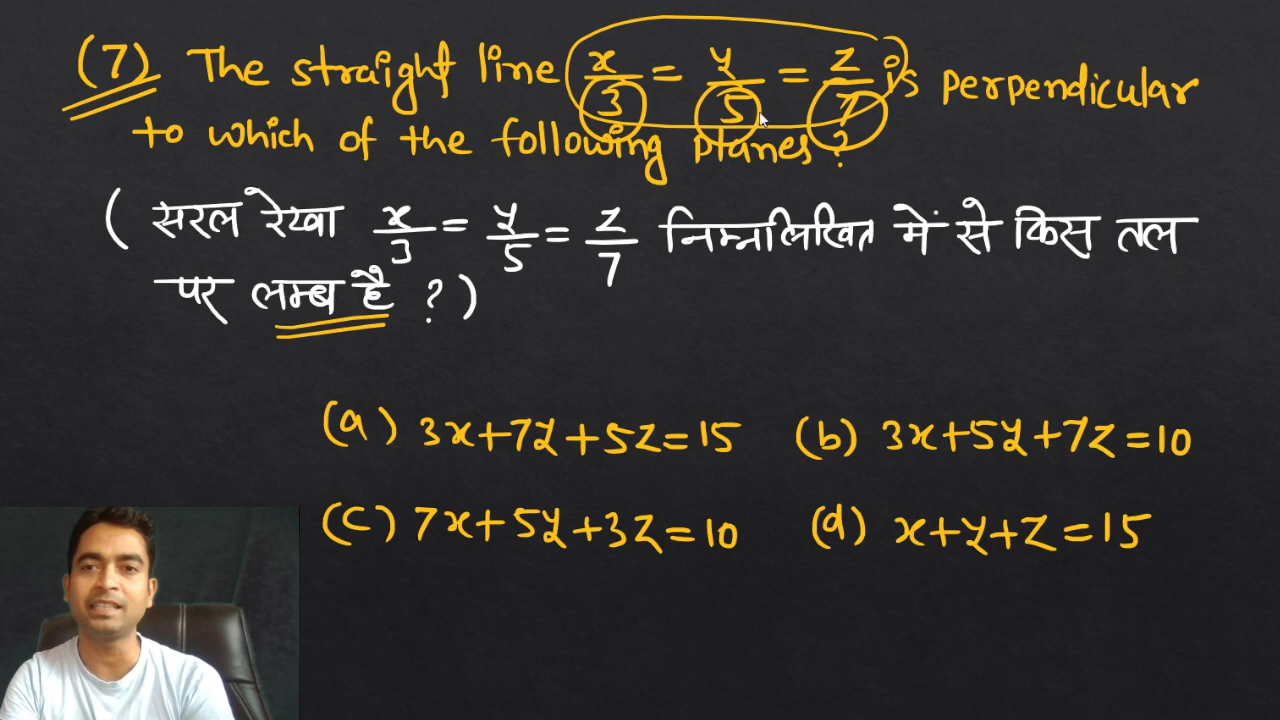 (7) The straight line x/3 = y/5 = z/7 is perpendicular
to which of the following planes?
( सरल रेखा x/3 = y/5 = z/7 निम्नलिखित में से किस तल
पर लम्ब है ? )
(a) 3x+7y+5z=15 (b) 3x+5y+7z=10
(c) 7x+5y+3z=10 (d) x+y+z=15